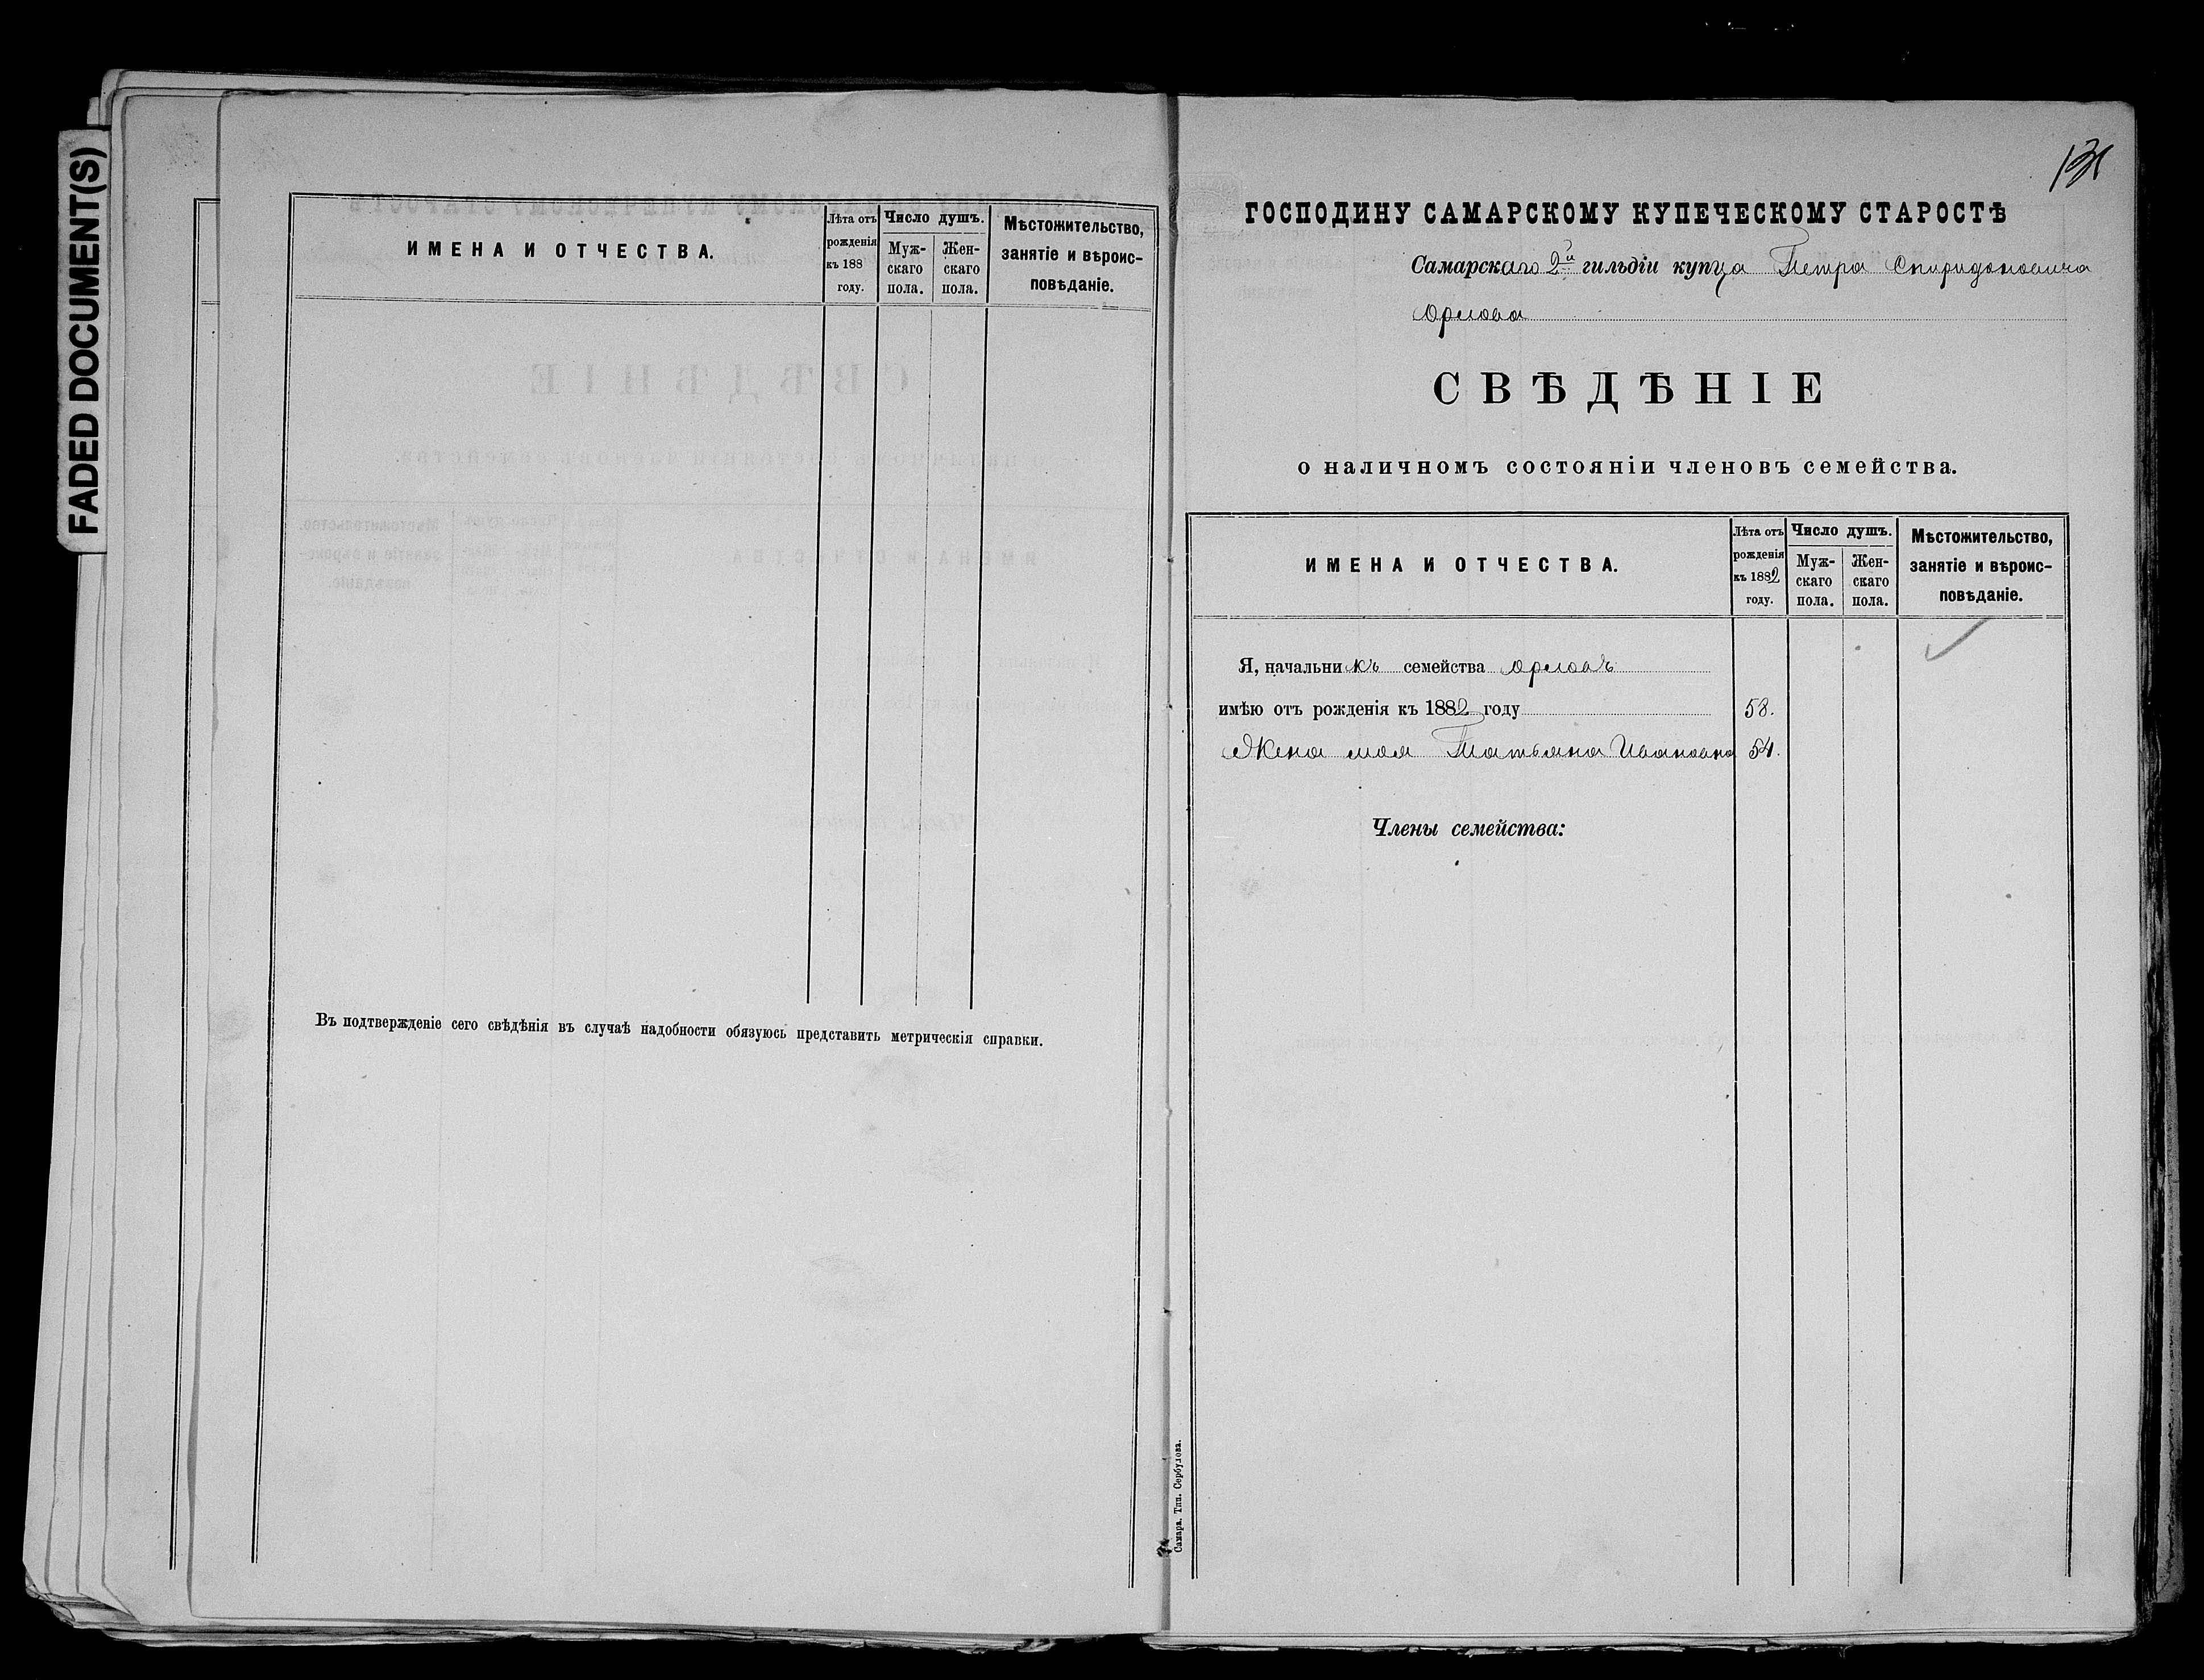 FADED DOCUMENT(S)
ИМЕНА И ОТЧЕСТВА.
Лѣта отъ рожденія къ 188 году.
Число душъ.
Мужскаго пола.
Женскаго пола.
Мѣстожительство, занятіе и вѣроисповѣданіе.
Въ подтвержденіе сего свѣдѣнія въ случаѣ надобности обязуюсь представить метрическія справки.
ГОСПОДИНУ САМАРСКОМУ КУПЕЧЕСКОМУ СТАРОСТѢ
Самарскаго 2й гильдіи купца Петра Спиридоновича
Орлова
СВѢДѢНІЕ
о наличномъ состояніи членовъ семейства.
ИМЕНА И ОТЧЕСТВА.
Лѣта отъ рожденія къ 1882 году.
Число душъ.
Мужскаго пола.
Женскаго пола.
Мѣстожительство, занятіе и вѣроисповѣданіе.
Я, начальникъ семейства Орловъ
имѣю отъ рожденія къ 1882 году 58.
Жена моя Татьяна Ивановна 54.
Члены семейства:
Самара. Тип. Сербулова.